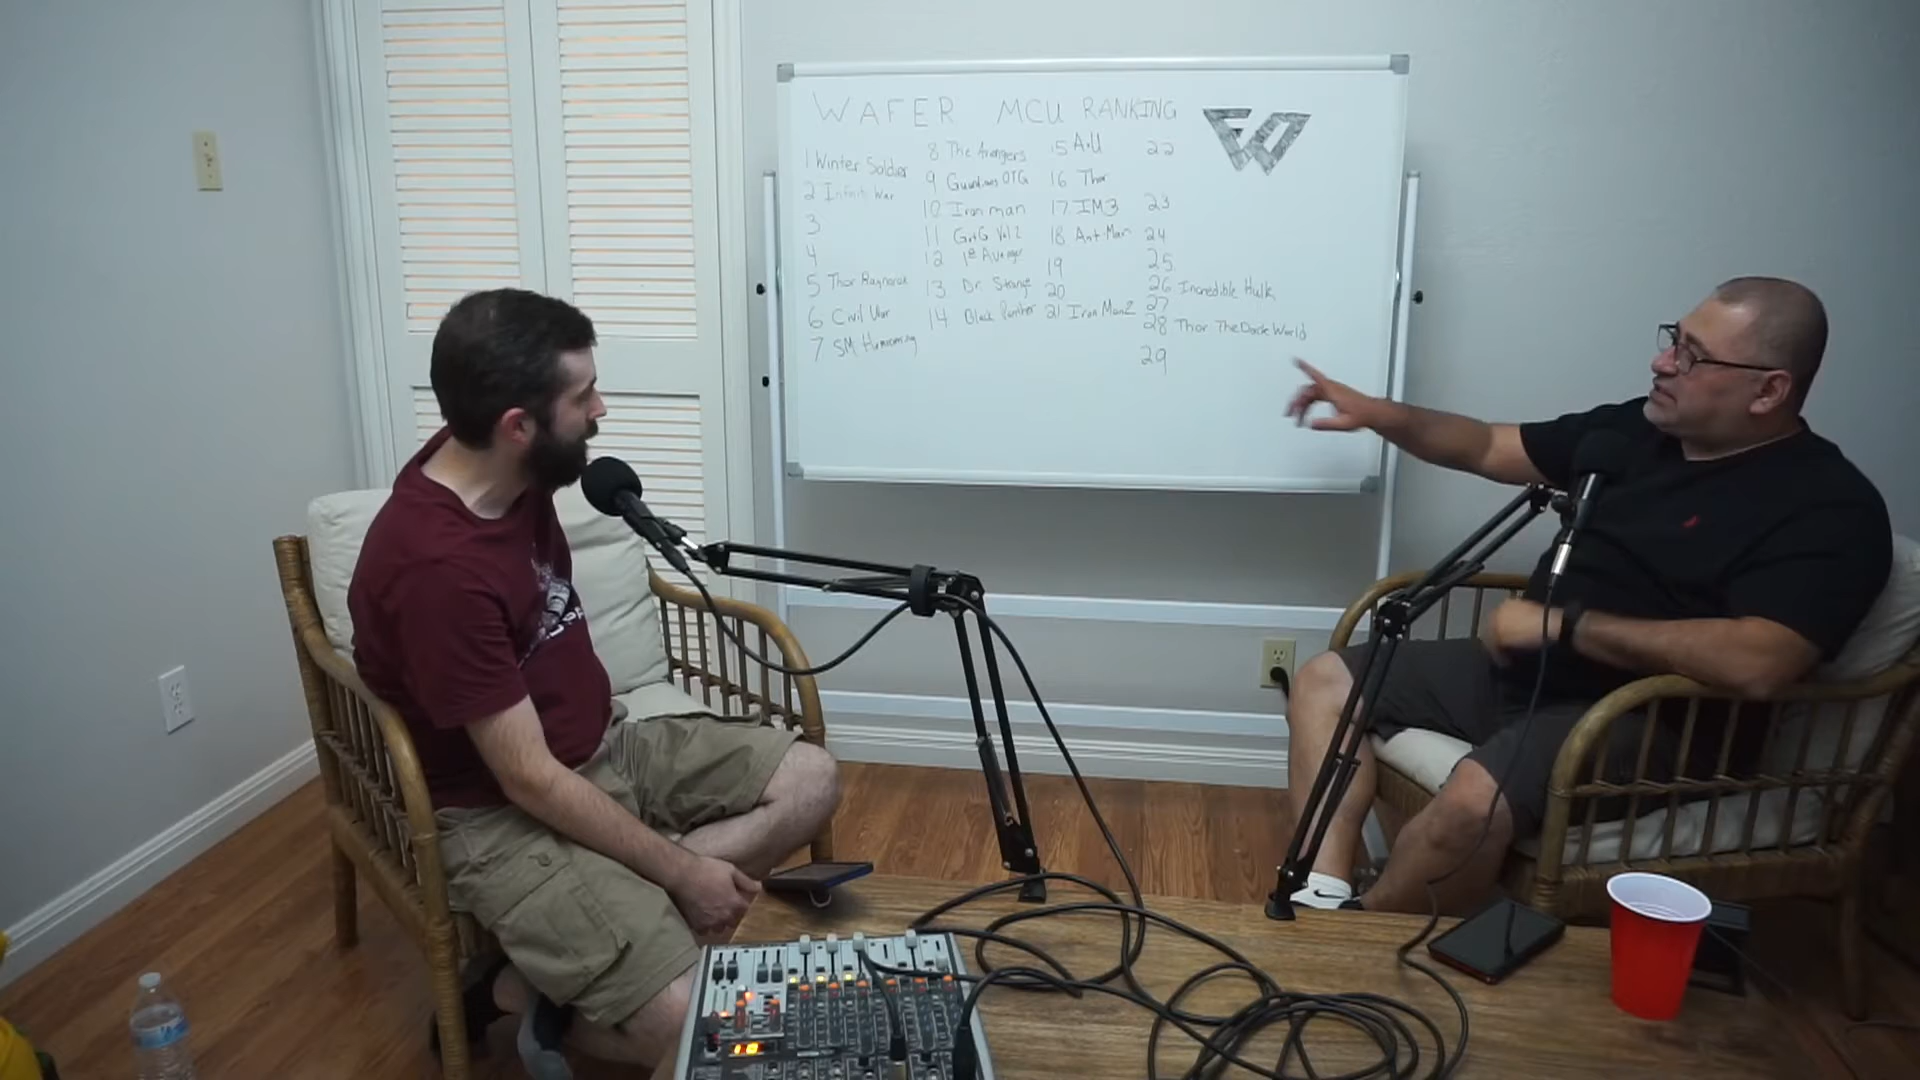 WAFER MCU RANKING
1 Winter Soldier
2 Infiniti War
3
4
5 Thor Ragnarok
6 Civil War
7 SM Homecoming
8 The Avengers
9 Guardians OTG
10 Iron man
11 GotG Vol 2
12 1st Avenger
13 Dr. Strange
14 Black Panther
15 AoU
16 Thor
17 IM3
18 Ant-Man
19
20
21 Iron Man 2
22
23
24
25
26 Incredible Hulk
27
28 Thor The Dark World
29
10